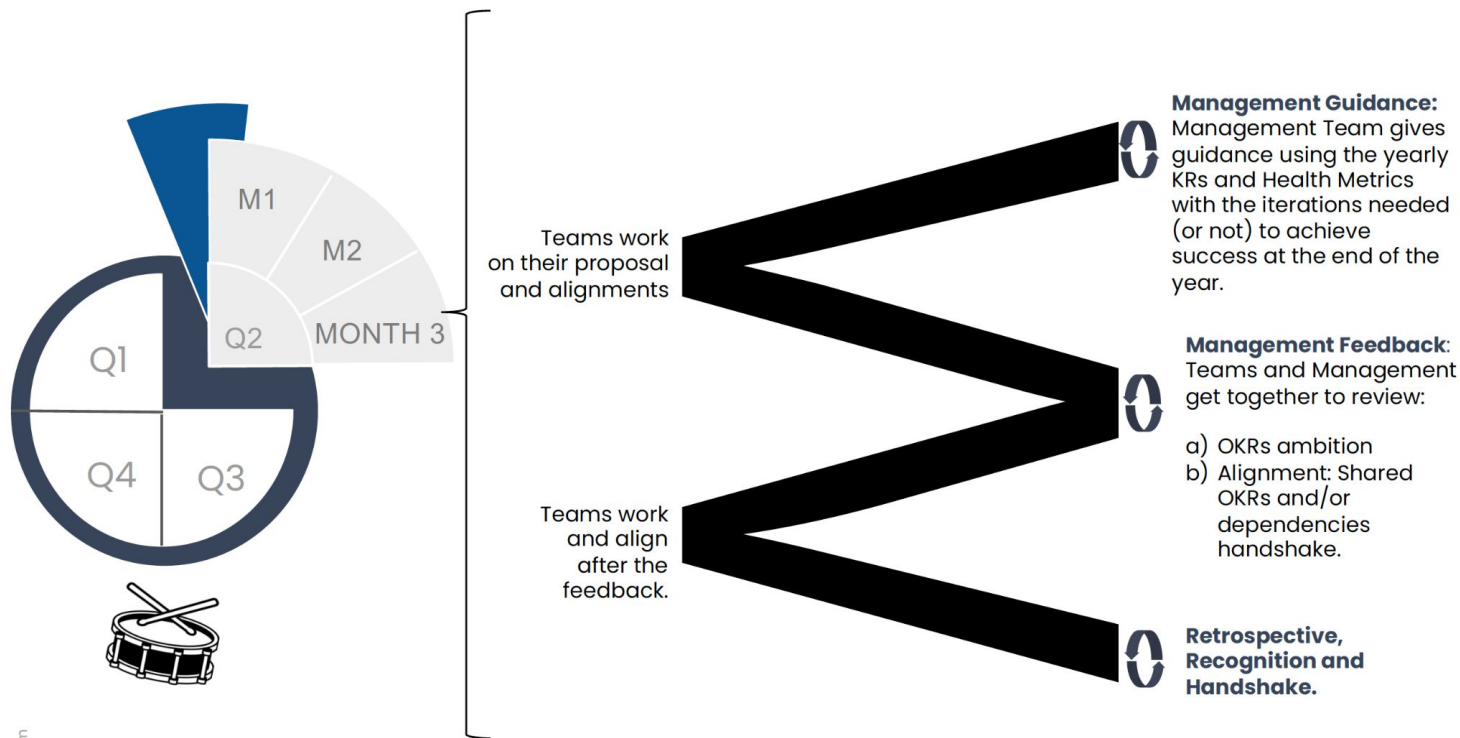 M1
M2
MONTH 3
Q2
Q1
Q4
Q3
Teams work
on their proposal
and alignments
Teams work
and align
after the
feedback.
Management Guidance:
Management Team gives
guidance using the yearly
KRs and Health Metrics
with the iterations needed
(or not) to achieve
success at the end of the
year.
Management Feedback:
Teams and Management
get together to review:
a) OKRs ambition
b) Alignment: Shared
OKRs and/or
dependencies
handshake.
Retrospective,
Recognition and
Handshake.